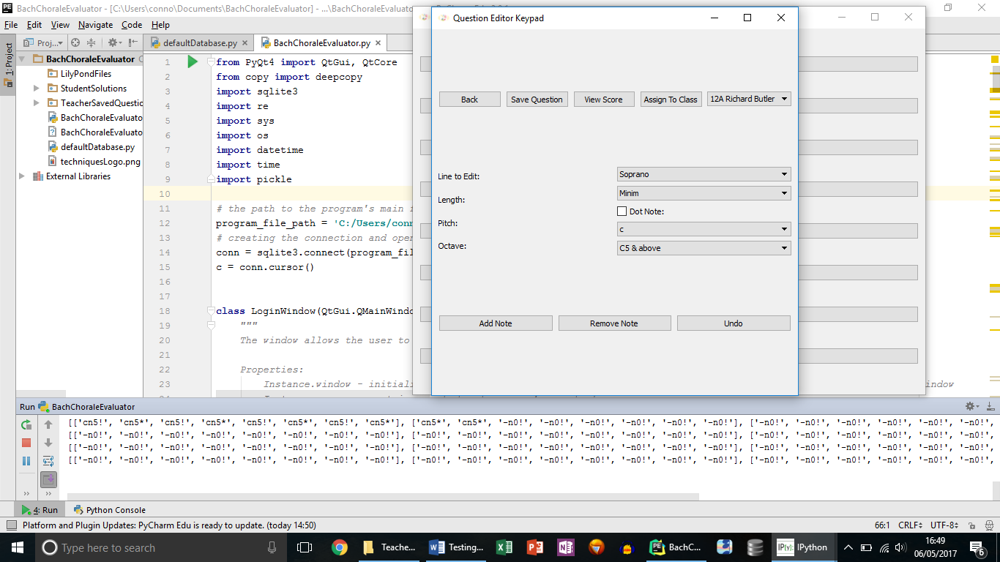 BachChoraleEvaluator - [C:\Users\conno\Documents\BachChoraleEvaluator] - ...\BachChoraleEvaluator
File Edit View Navigate Code Help
Proj...
defaultDatabase.py
BachChoraleEvaluator.py
1: Project
BachChoraleEvaluator
LilyPondFiles
StudentSolutions
TeacherSavedQuestio
BachChoraleEvaluato
BachChoraleEvaluato
defaultDatabase.py
techniquesLogo.png
External Libraries
1 from PyQt4 import QtGui, QtCore
2 from copy import deepcopy
3 import sqlite3
4 import re
5 import sys
6 import os
7 import datetime
8 import time
9 import pickle
10
11 # the path to the program's main
12 program_file_path = 'C:/Users/con
13 # creating the connection and ope
14 conn = sqlite3.connect(program_fi
15 c = conn.cursor()
16
17
18 class LoginWindow(QtGui.QMainWindo
19 """
20 The window allows the user to
21
22 Properties:
23 Instance.window - initiali
indow
Question Editor Keypad
Back Save Question View Score Assign To Class 12A Richard Butler
Line to Edit: Soprano
Length: Minim
Dot Note:
Pitch: c
Octave: C5 & above
Add Note Remove Note Undo
Run BachChoraleEvaluator
[['cn5!', 'cn5*', 'cn5!', 'cn5*', 'cn5!', 'cn5*', 'cn5!', 'cn5*'], ['cn5*', 'cn5*', '-n0!', '-n0!', '-n0!', '-n0!', '-n0!', '-n0!'], ['-n0!', '-n0!', '-n0!', '-n0!', '-n0!',
[['-n0!', '-n0!', '-n0!', '-n0!', '-n0!', '-n0!', '-n0!', '-n0!'], ['-n0!', '-n0!', '-n0!', '-n0!', '-n0!', '-n0!', '-n0!', '-n0!'], ['-n0!', '-n0!', '-n0!', '-n0!', '-n0!',
[['-n0!', '-n0!', '-n0!', '-n0!', '-n0!', '-n0!', '-n0!', '-n0!'], ['-n0!', '-n0!', '-n0!', '-n0!', '-n0!', '-n0!', '-n0!', '-n0!'], ['-n0!', '-n0!', '-n0!', '-n0!', '-n0!',
[['-n0!', '-n0!', '-n0!', '-n0!', '-n0!', '-n0!', '-n0!', '-n0!'], ['-n0!', '-n0!', '-n0!', '-n0!', '-n0!', '-n0!', '-n0!', '-n0!'], ['-n0!', '-n0!', '-n0!', '-n0!', '-n0!',
4: Run Python Console
Platform and Plugin Updates: PyCharm Edu is ready to update. (today 14:50)
66:1 CRLF UTF-8
Type here to search
Teache... Testing... BachC... IP[y]: IPython
16:49
06/05/2017
6